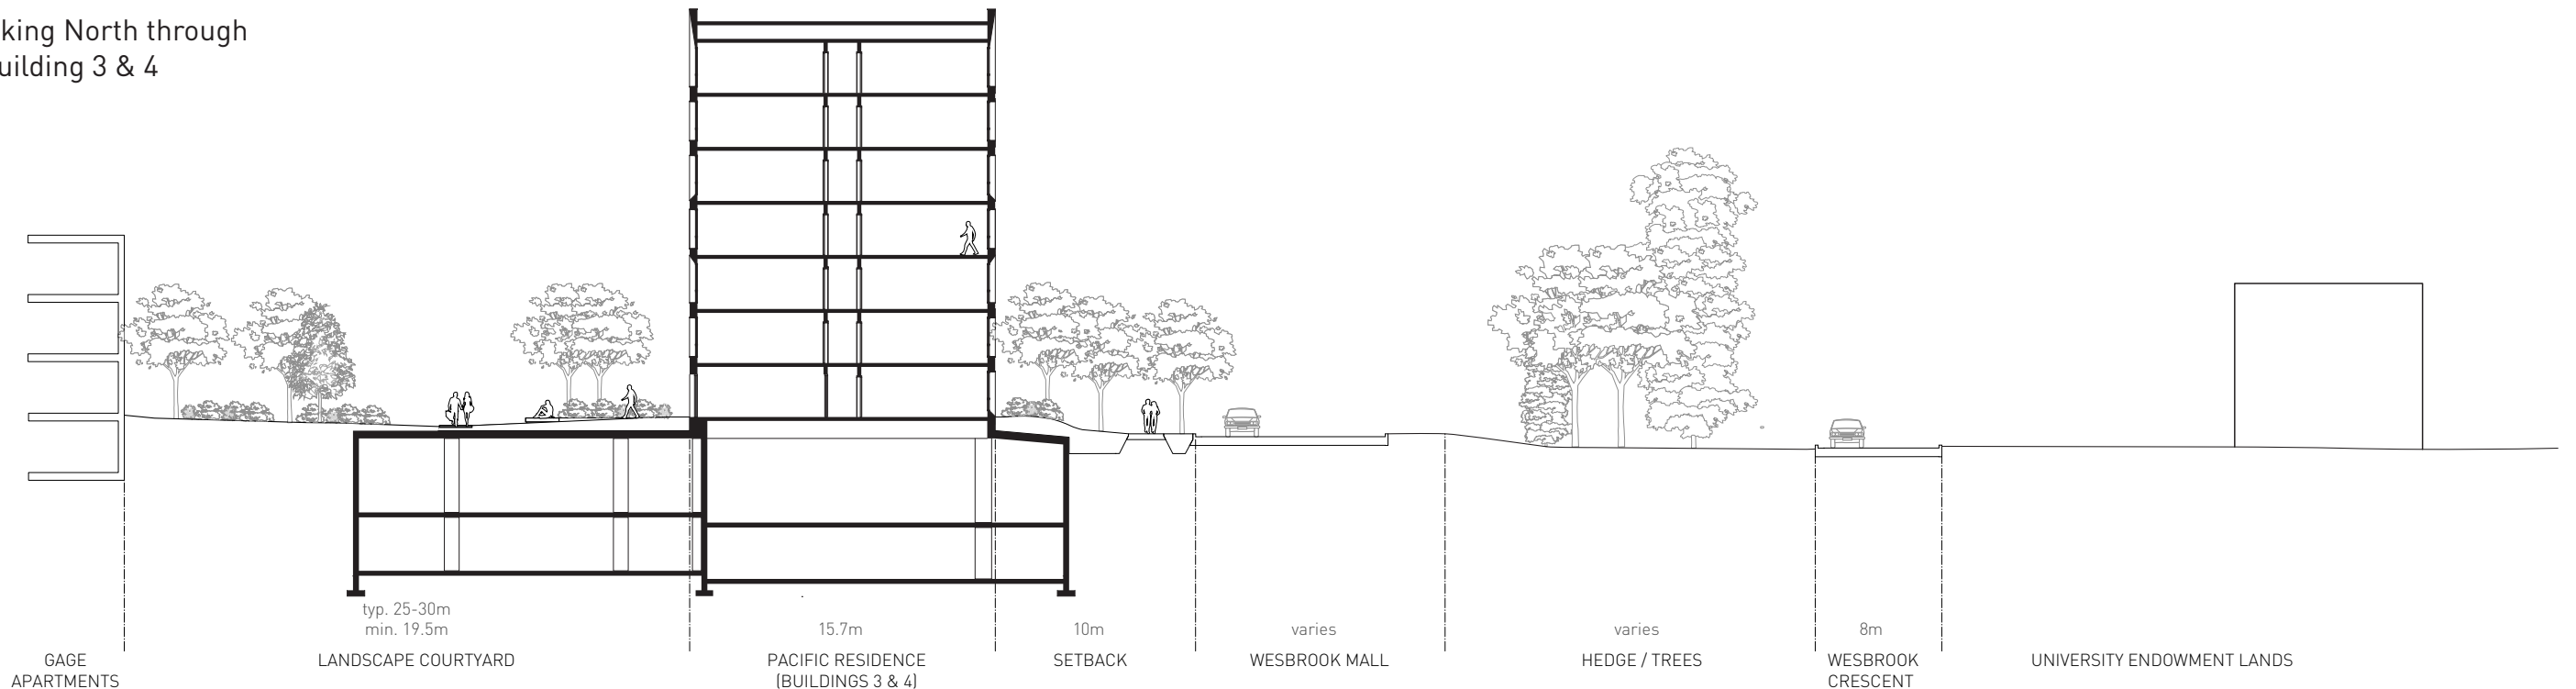 king North through
uilding 3 & 4
typ. 25-30m
min. 19.5m
15.7m
10m
varies
varies
8m
GAGE
APARTMENTS
LANDSCAPE COURTYARD
PACIFIC RESIDENCE
(BUILDINGS 3 & 4)
SETBACK
WESBROOK MALL
HEDGE / TREES
WESBROOK
CRESCENT
UNIVERSITY ENDOWMENT LANDS